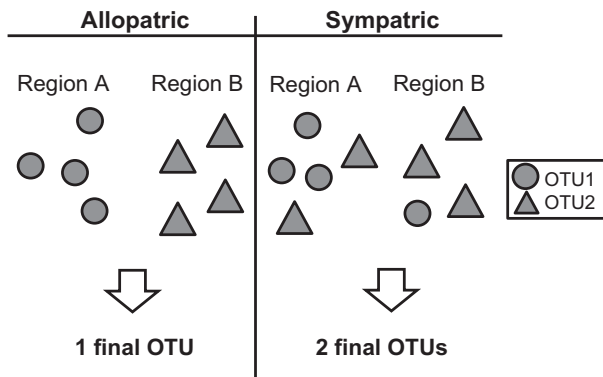 Allopatric
Sympatric
Region A
Region B
Region A
Region B
OTU1
OTU2
1 final OTU
2 final OTUs